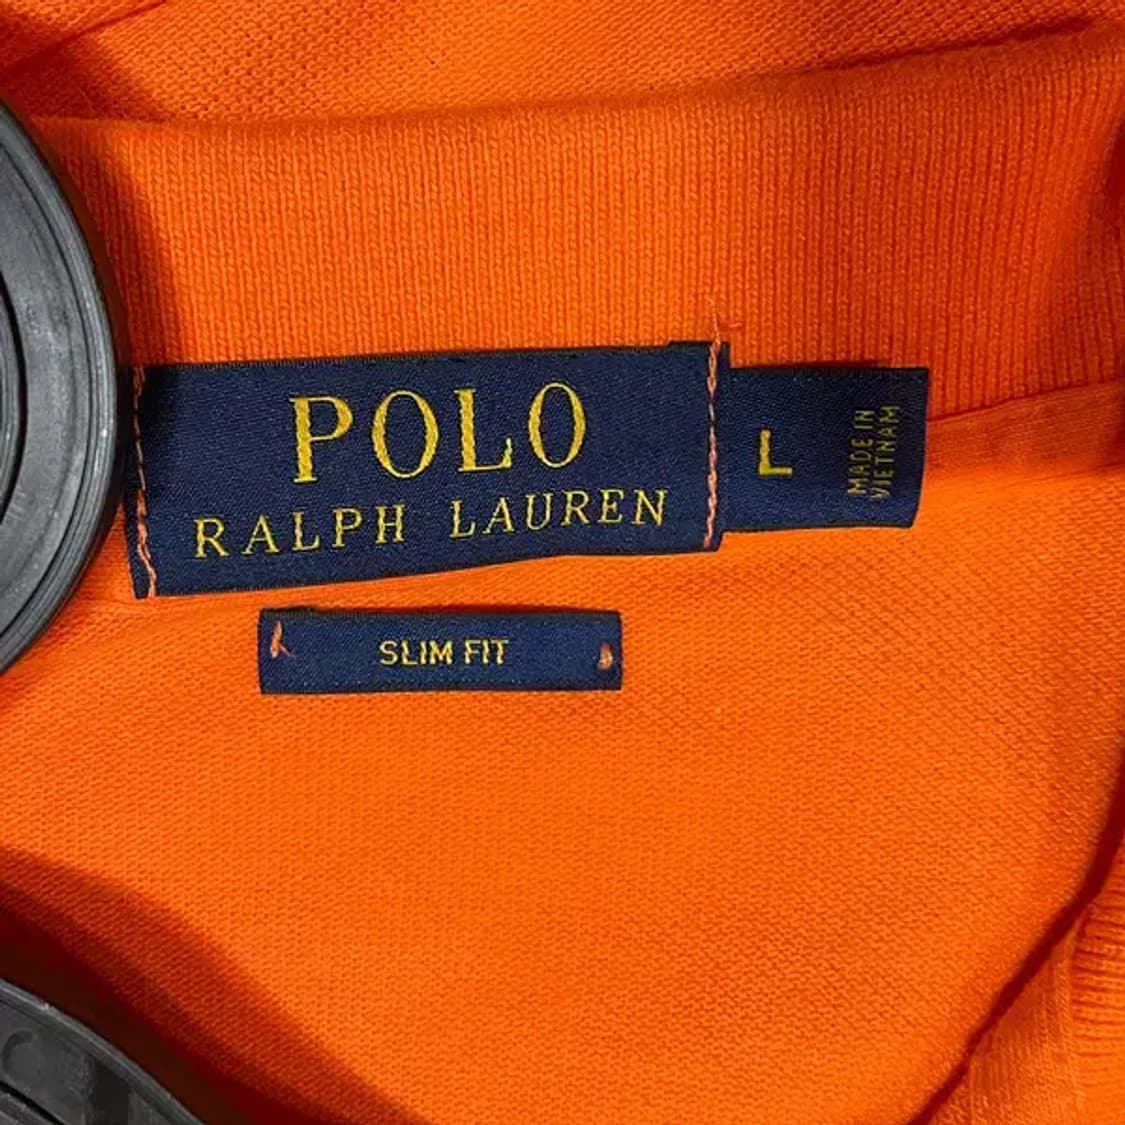 POLO
RALPH LAUREN
L
MADE IN
VIETNAM
SLIM FIT